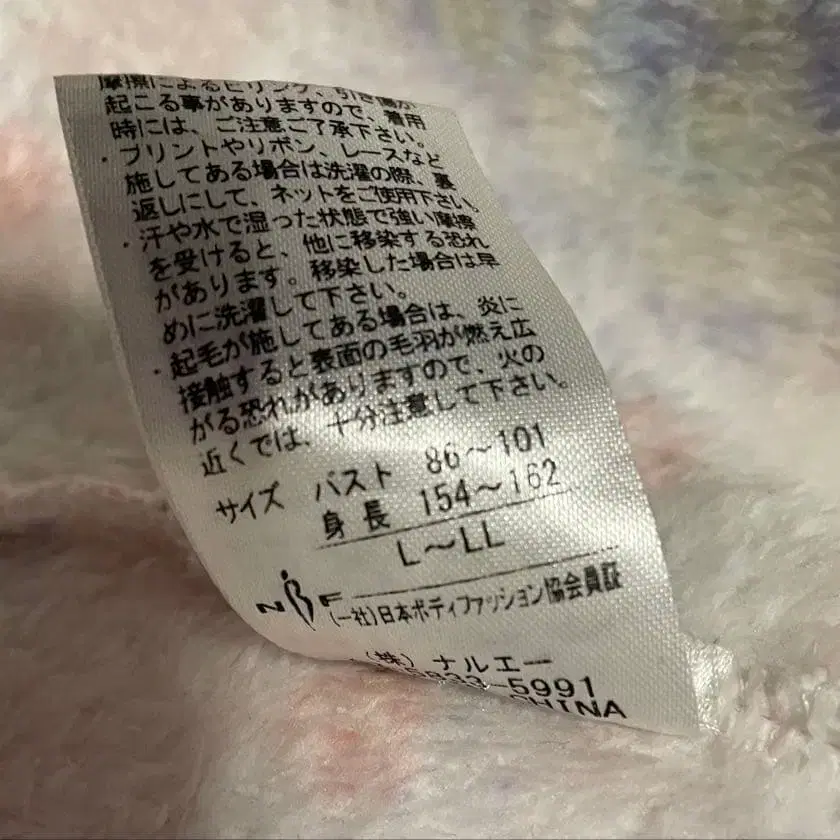 摩擦によるピリング、引き傷が
起こる事がありますので、着用
時には、ご注意ご了承下さい。
・プリントやリボン、レースなど
施してある場合は洗濯の際、裏
返しにして、ネットをご使用下さい。
・汗や水で湿った状態で強い摩擦
を受けると、他に移染する恐れ
があります。移染した場合は早
めに洗濯して下さい。
・起毛が施してある場合は、炎に
接触すると表面の毛羽が燃え広
がる恐れがありますので、火の
近くでは、十分注意して下さい。
サイズ バスト 86〜101
身長 154〜162
L〜LL
NBF
(一社)日本ボディファッション協会員証
(株) ナルエー
5833-5991
CHINA